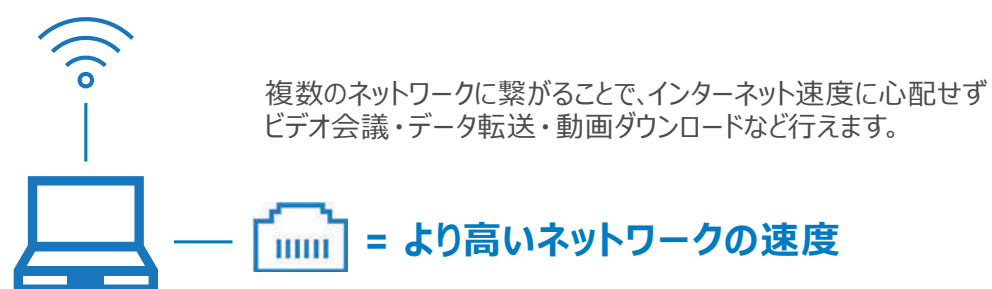 複数のネットワークに繋がることで、インターネット速度に心配せず
ビデオ会議・データ転送・動画ダウンロードなど行えます。
= より高いネットワークの速度